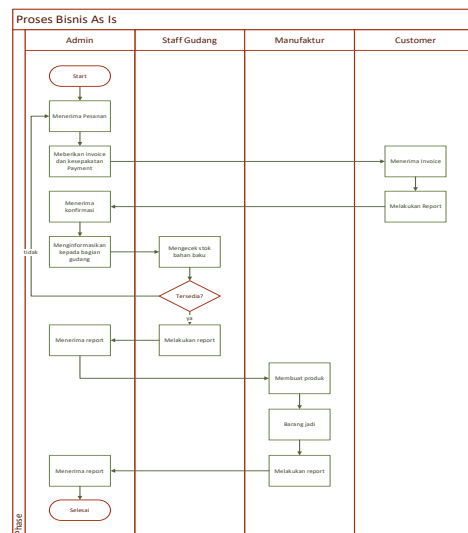 Proses Bisnis As Is
Admin
Staff Gudang
Manufaktur
Customer
Start
Menerima Pesanan
Meberikan invoice
dan kesepakatan
Payment
Menerima invoice
Menerima
konfirmasi
Melakukan Report
Menginformasikan
kepada bagian
gudang
Mengecek stok
bahan baku
tidak
Tersedia?
ya
Menerima report
Melakukan report
Membuat produk
Barang jadi
Menerima report
Melakukan report
Selesai
Phase